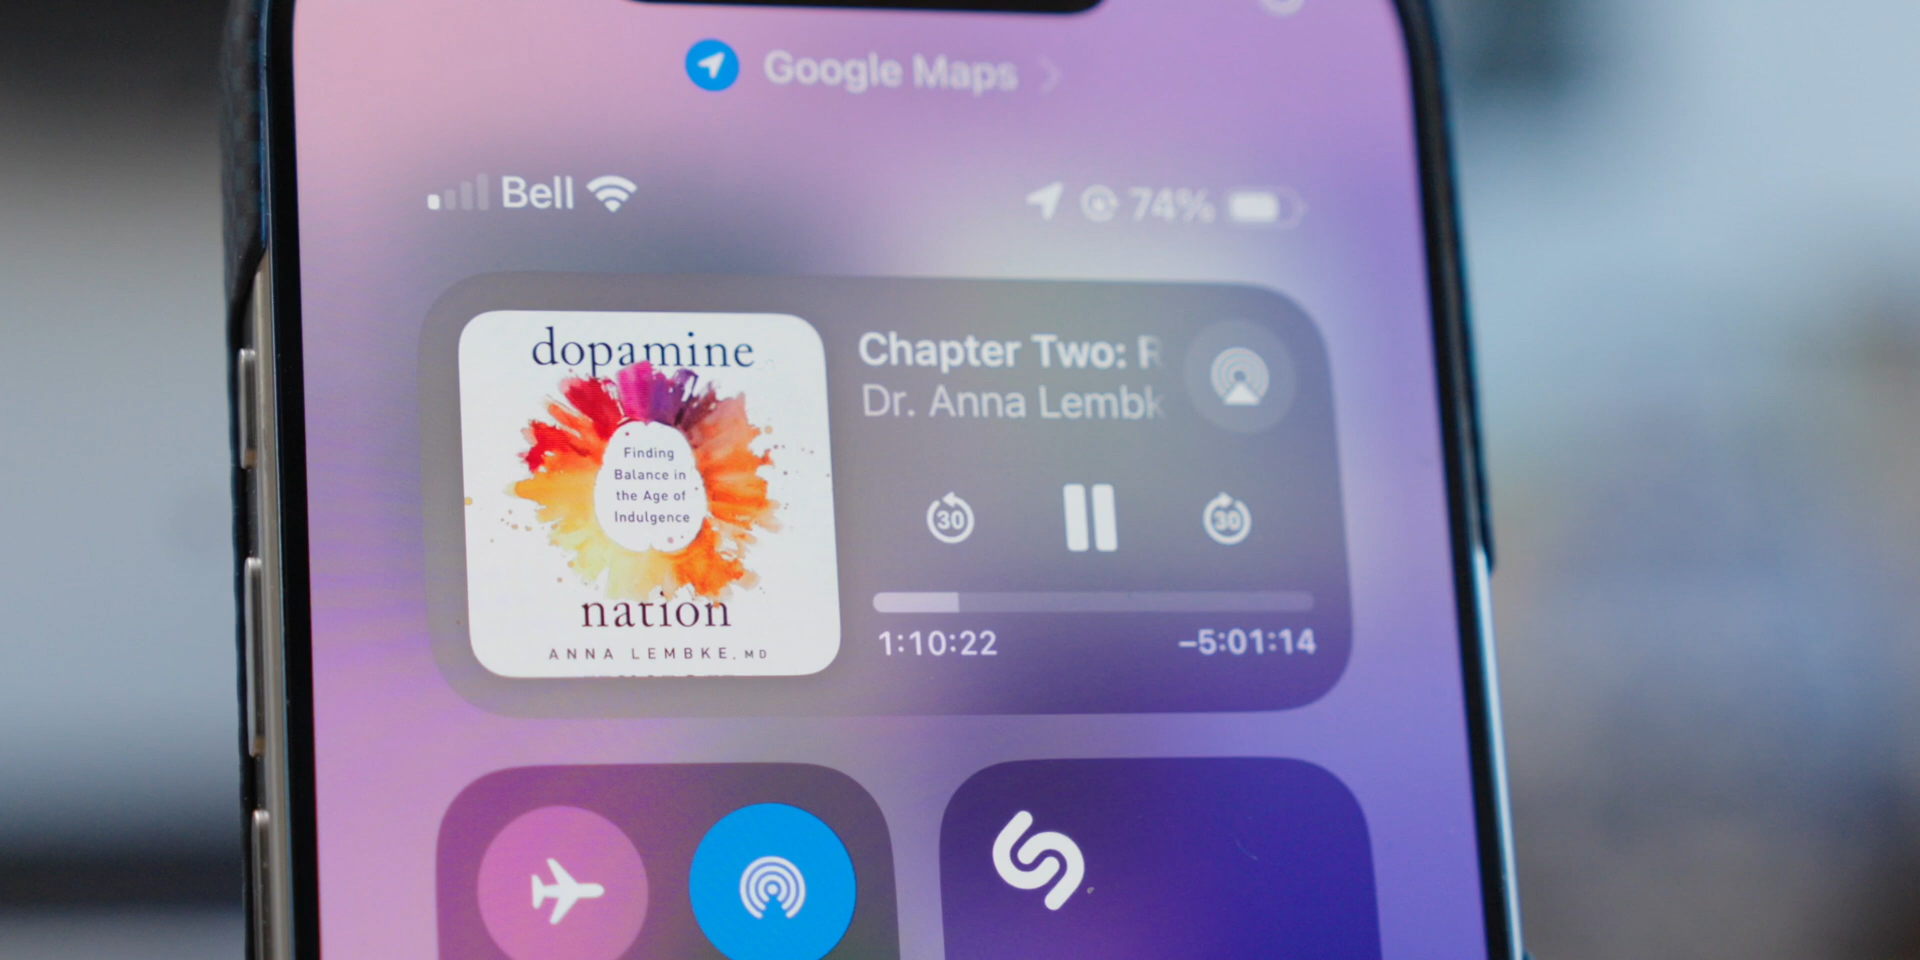 Google Maps
Bell
74%
dopamine
Finding
Balance in
the Age of
Indulgence
nation
ANNA LEMBKE, MD
Chapter Two: R
Dr. Anna Lembk
30
30
1:10:22
-5:01:14